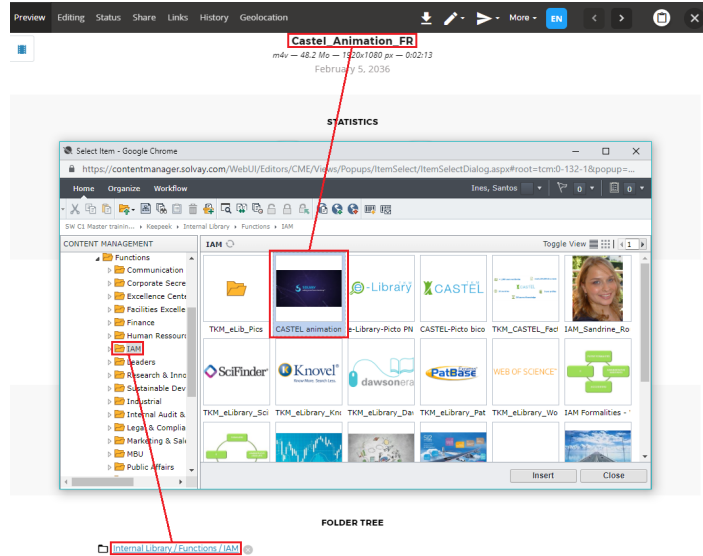 Preview Editing Status Share Links History Geolocation More EN
Castel_Animation_FR
m4v — 48.2 Mo — 1920x1080 px — 0:02:13
February 5, 2036
STATISTICS
Select Item - Google Chrome
https://contentmanager.solvay.com/WebUI/Editors/CME/Views/Popups/ItemSelect/ItemSelectDialog.aspx#root=tcm:0-132-1&popup=...
Home Organize Workflow Ines, Santos 0 0
SW C1 Master trainin... Keepeek Internal Library Functions IAM
CONTENT MANAGEMENT
Functions
Communication
Corporate Secre
Excellence Cente
Facilities Excelle
Finance
Human Ressour
IAM
Leaders
Research & Inno
Sustainable Dev
Industrial
Internal Audit &
Legal & Complia
Marketing & Sale
MBU
Public Affairs
IAM Toggle View 1
SOLVAY
e-Library
CASTEL
TKM_eLib_Pics CASTEL animation e-Library-Picto PN CASTEL-Picto bico TKM_CASTEL_Fact IAM_Sandrine_Ro
SciFinder
Knovel
Know More. Search Less.
dawsonera
PatBase
WEB OF SCIENCE
TKM_eLibrary_Sci TKM_eLibrary_Kno TKM_eLibrary_Dav TKM_eLibrary_Pat TKM_eLibrary_Wo IAM Formalities -
Insert Close
FOLDER TREE
Internal Library / Functions / IAM